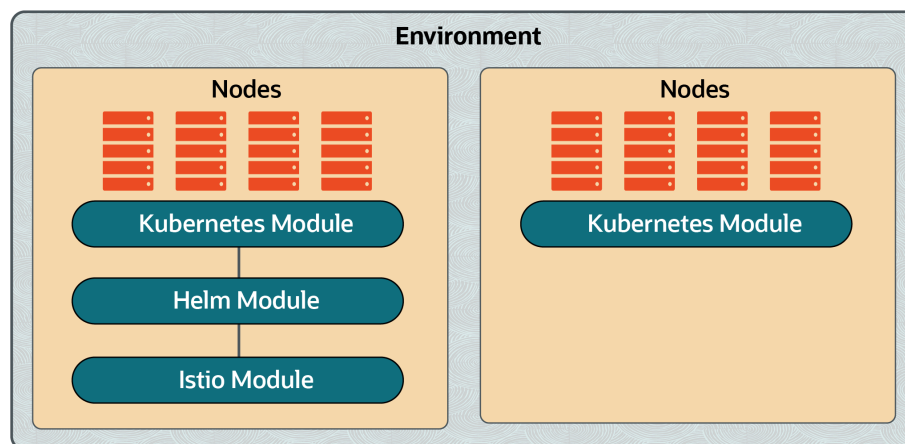 Environment
Nodes
Kubernetes Module
Helm Module
Istio Module
Nodes
Kubernetes Module